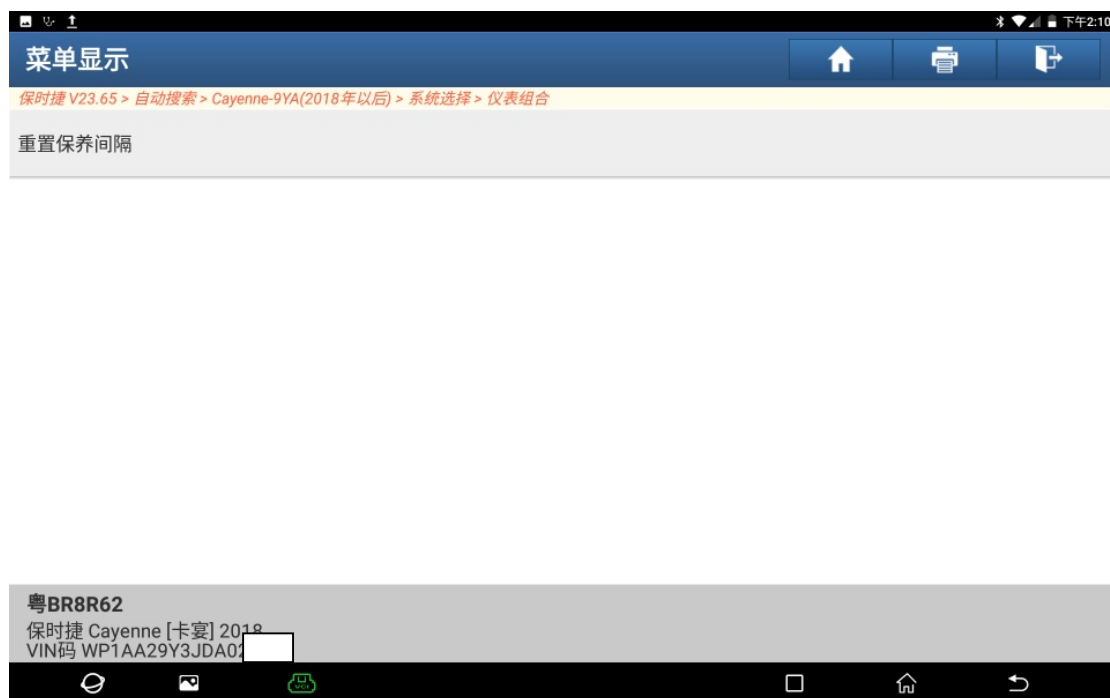 下午2:10
菜单显示
保时捷 V23.65 > 自动搜索 > Cayenne-9YA(2018年以后) > 系统选择 > 仪表组合
重置保养间隔
粤BR8R62
保时捷 Cayenne [卡宴] 2018
VIN码 WP1AA29Y3JDA02
VCI